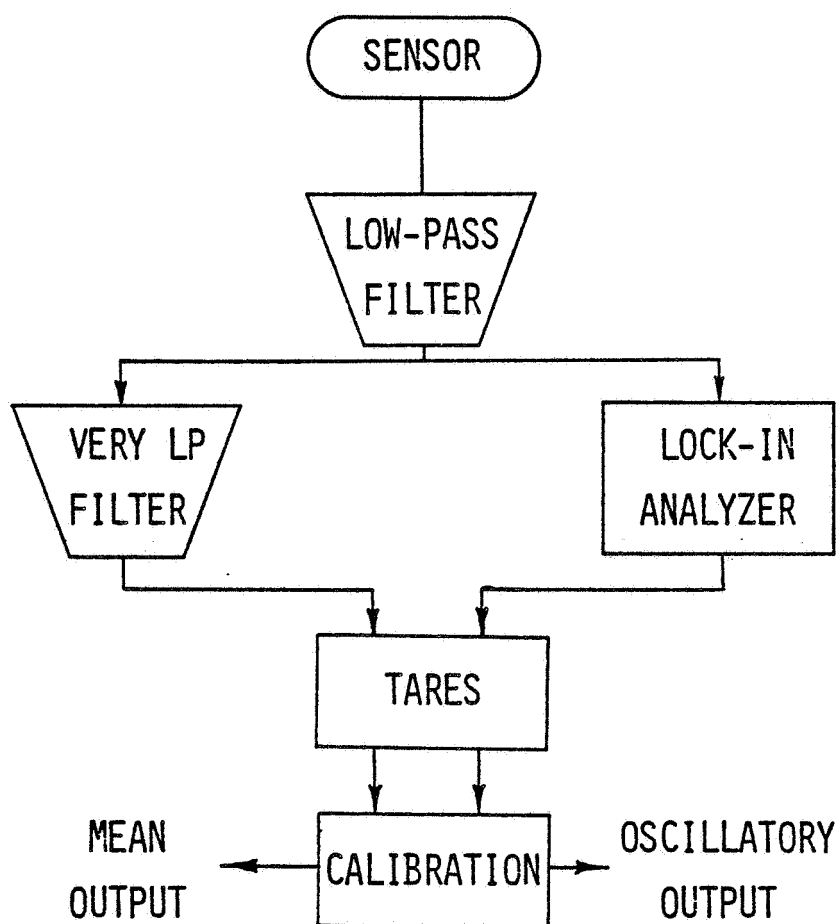 SENSOR
LOW-PASS
FILTER
VERY LP
FILTER
LOCK-IN
ANALYZER
TARES
MEAN
OUTPUT
CALIBRATION
OSCILLATORY
OUTPUT